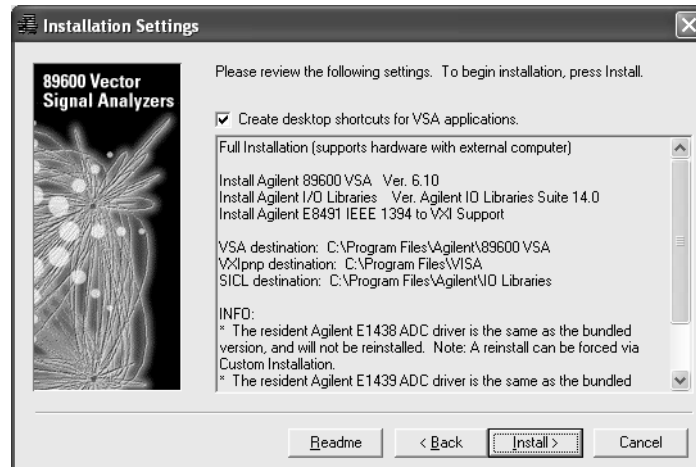 Installation Settings
89600 Vector
Signal Analyzers
Please review the following settings. To begin installation, press Install.
Create desktop shortcuts for VSA applications.
Full Installation (supports hardware with external computer)
Install Agilent 89600 VSA   Ver. 6.10
Install Agilent I/O Libraries   Ver. Agilent IO Libraries Suite 14.0
Install Agilent E8491 IEEE 1394 to VXI Support
VSA destination:  C:\Program Files\Agilent\89600 VSA
VXIpnp destination:  C:\Program Files\VISA
SICL destination:  C:\Program Files\Agilent\IO Libraries
INFO:
*  The resident Agilent E1438 ADC driver is the same as the bundled
version, and will not be reinstalled.  Note: A reinstall can be forced via
Custom Installation.
*  The resident Agilent E1439 ADC driver is the same as the bundled
Readme
< Back
Install >
Cancel